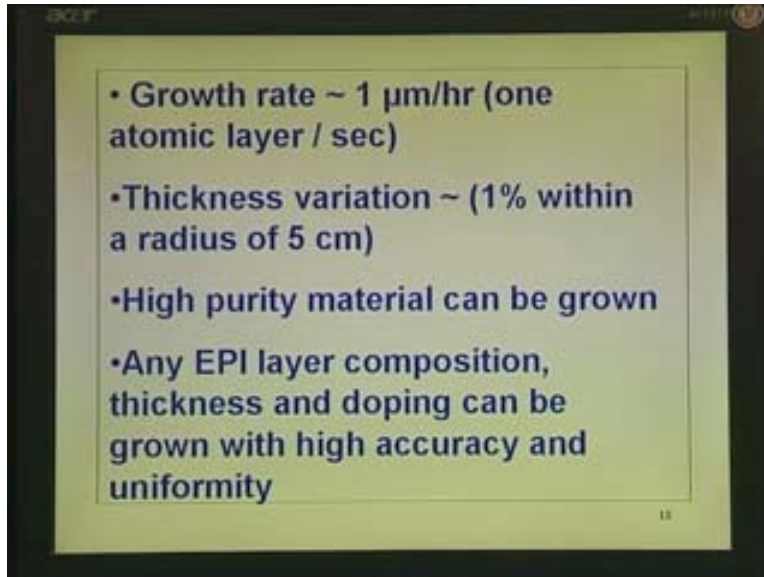 acer
• Growth rate ~ 1 µm/hr (one
atomic layer / sec)
•Thickness variation ~ (1% within
a radius of 5 cm)
•High purity material can be grown
•Any EPI layer composition,
thickness and doping can be
grown with high accuracy and
uniformity